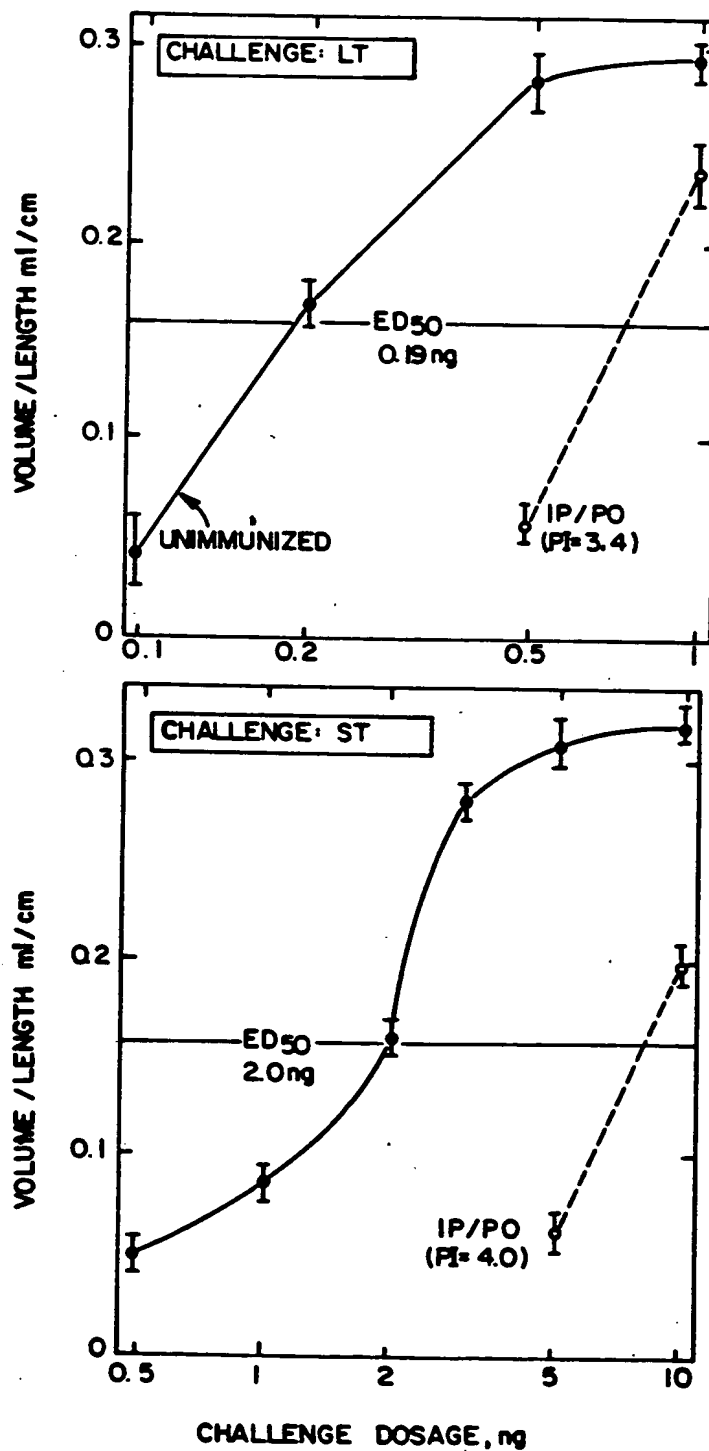 0.3
CHALLENGE: LT
0.2
VOLUME/LENGTH ml/cm
ED50
0.19 ng
0.1
UNIMMUNIZED
IP/PO
(PI=3.4)
0
0.1 0.2 0.5 1
CHALLENGE: ST
0.3
VOLUME/LENGTH ml/cm
0.2
ED50
2.0 ng
0.1
IP/PO
(PI=4.0)
0
0.5 1 2 5 10
CHALLENGE DOSAGE, ng